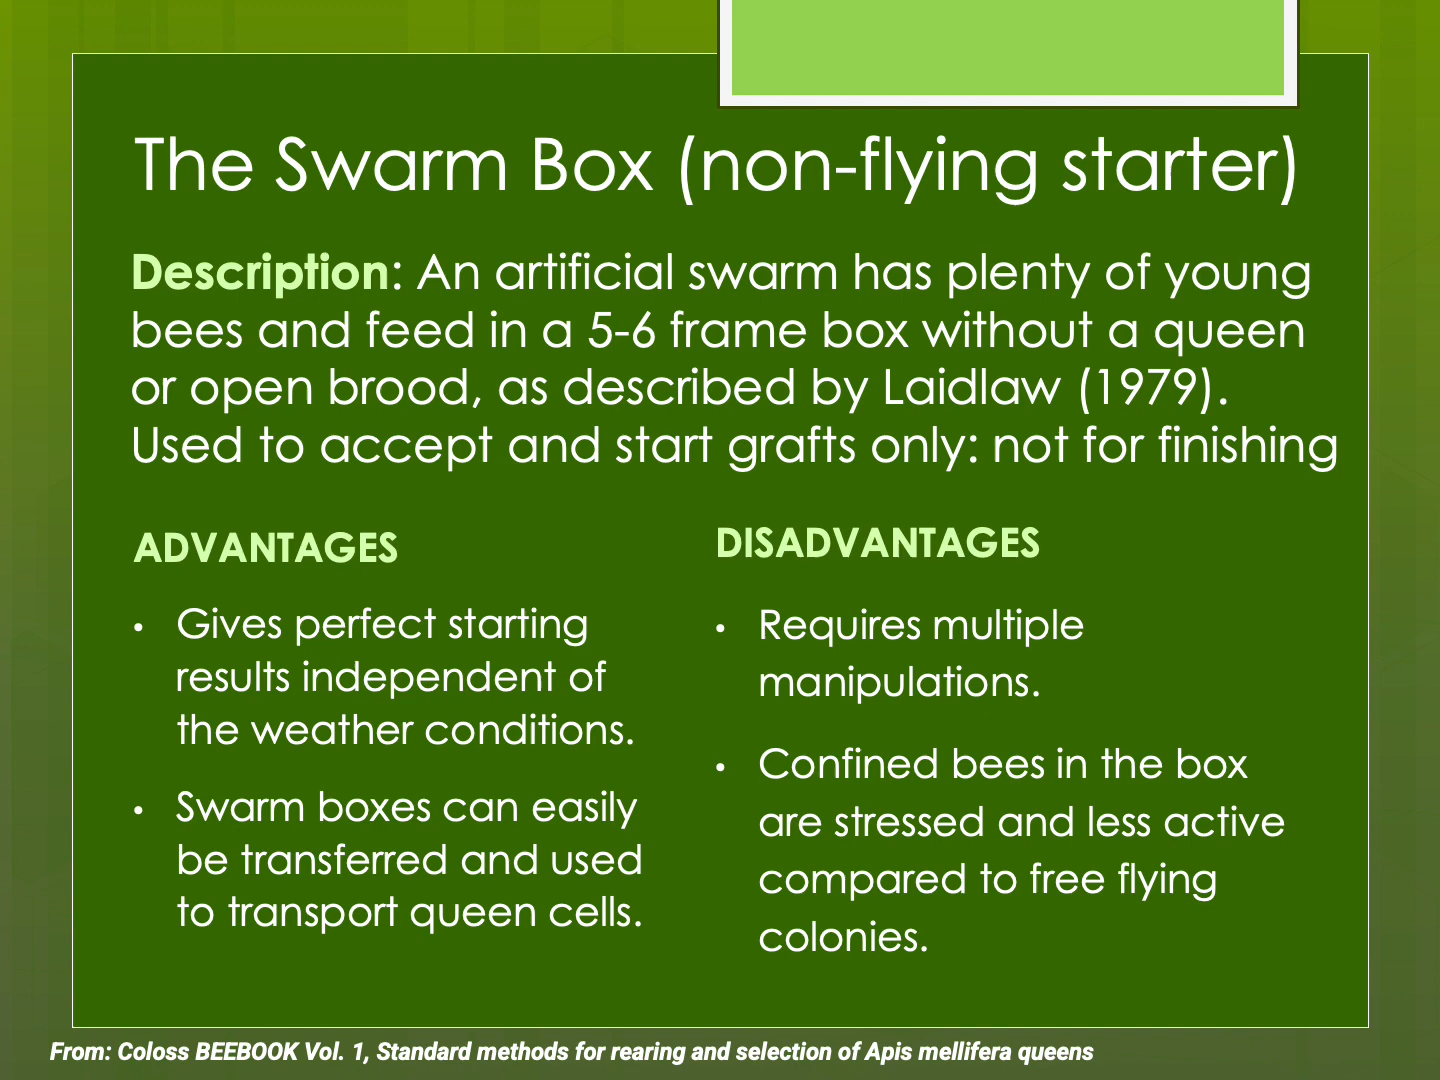 The Swarm Box (non-flying starter)
Description: An artificial swarm has plenty of young
bees and feed in a 5-6 frame box without a queen
or open brood, as described by Laidlaw (1979).
Used to accept and start grafts only: not for finishing
ADVANTAGES
• Gives perfect starting
results independent of
the weather conditions.
• Swarm boxes can easily
be transferred and used
to transport queen cells.
DISADVANTAGES
• Requires multiple
manipulations.
• Confined bees in the box
are stressed and less active
compared to free flying
colonies.
From: Coloss BEEBOOK Vol. 1, Standard methods for rearing and selection of Apis mellifera queens